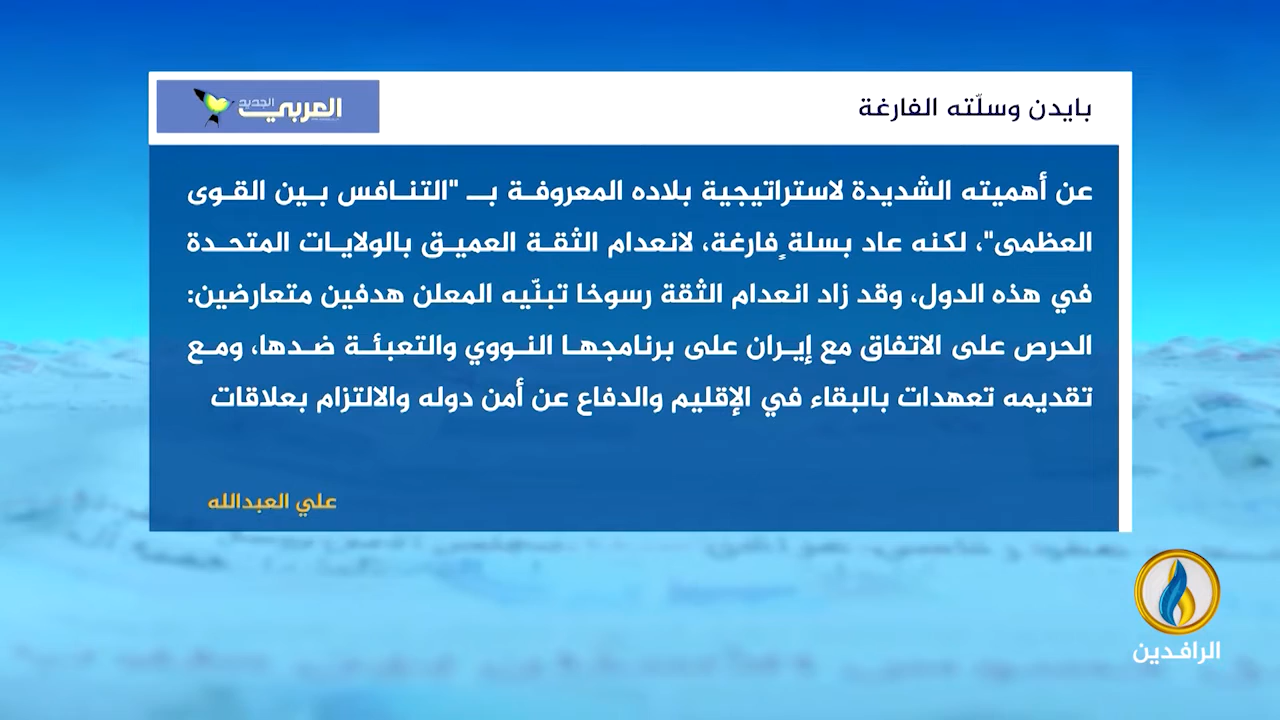 بايدن وسلّته الفارغة
العربي الجديد
عن أهميته الشديدة لاستراتيجية بلاده المعروفة بـ "التنافس بين القوى
العظمى"، لكنه عاد بسلةٍ فارغة، لانعدام الثقة العميق بالولايات المتحدة
في هذه الدول، وقد زاد انعدام الثقة رسوخا تبنّيه المعلن هدفين متعارضين:
الحرص على الاتفاق مع إيران على برنامجها النووي والتعبئة ضدها، ومع
تقديمه تعهدات بالبقاء في الإقليم والدفاع عن أمن دوله والالتزام بعلاقات
علي العبدالله
الرافدين